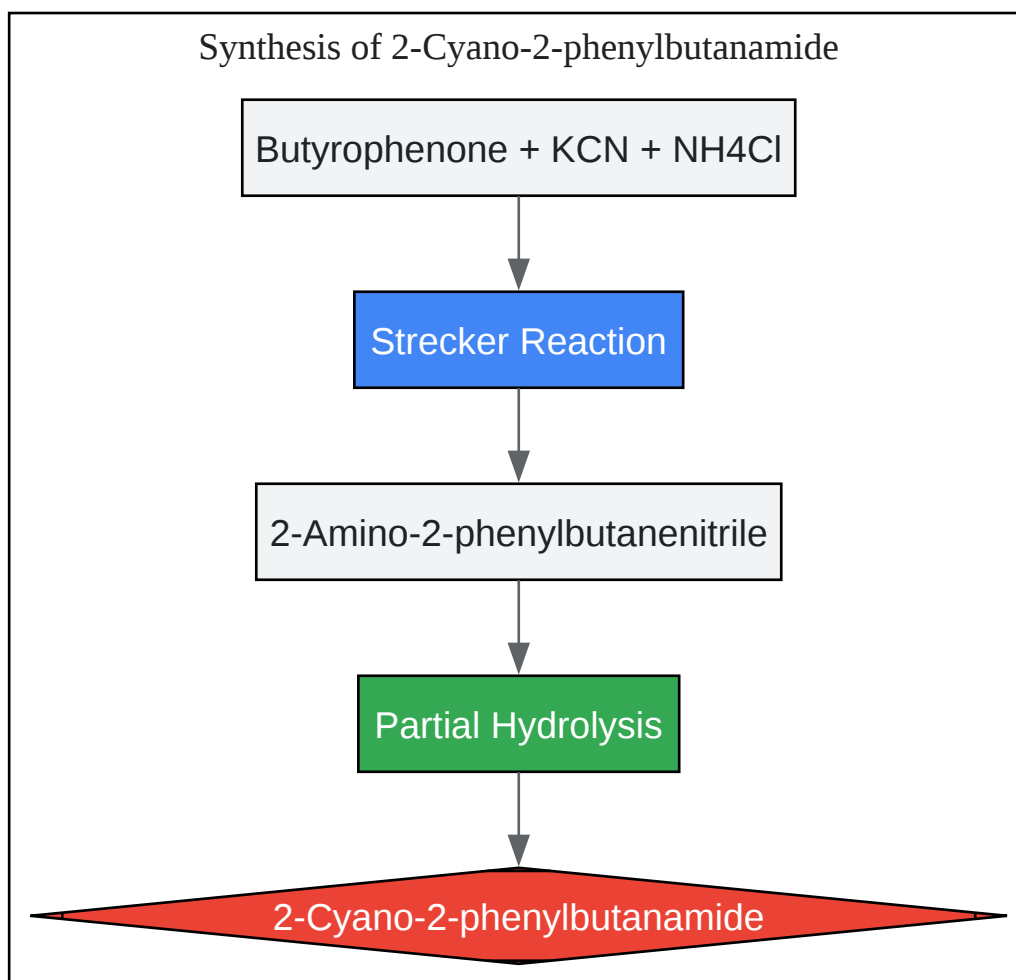 Synthesis of 2-Cyano-2-phenylbutanamide
Butyrophenone + KCN + NH4Cl
Strecker Reaction
2-Amino-2-phenylbutanenitrile
Partial Hydrolysis
2-Cyano-2-phenylbutanamide